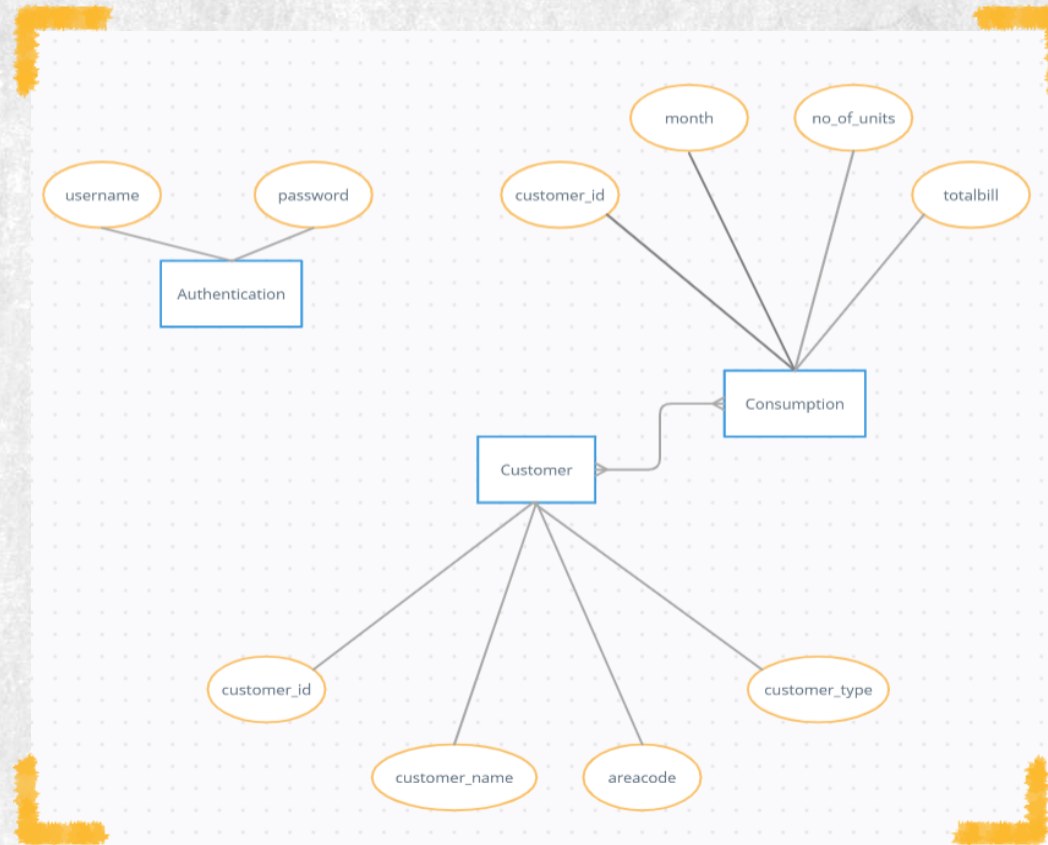 month
no_of_units
username
password
customer_id
totalbill
Authentication
Consumption
Customer
customer_id
customer_type
customer_name
areacode